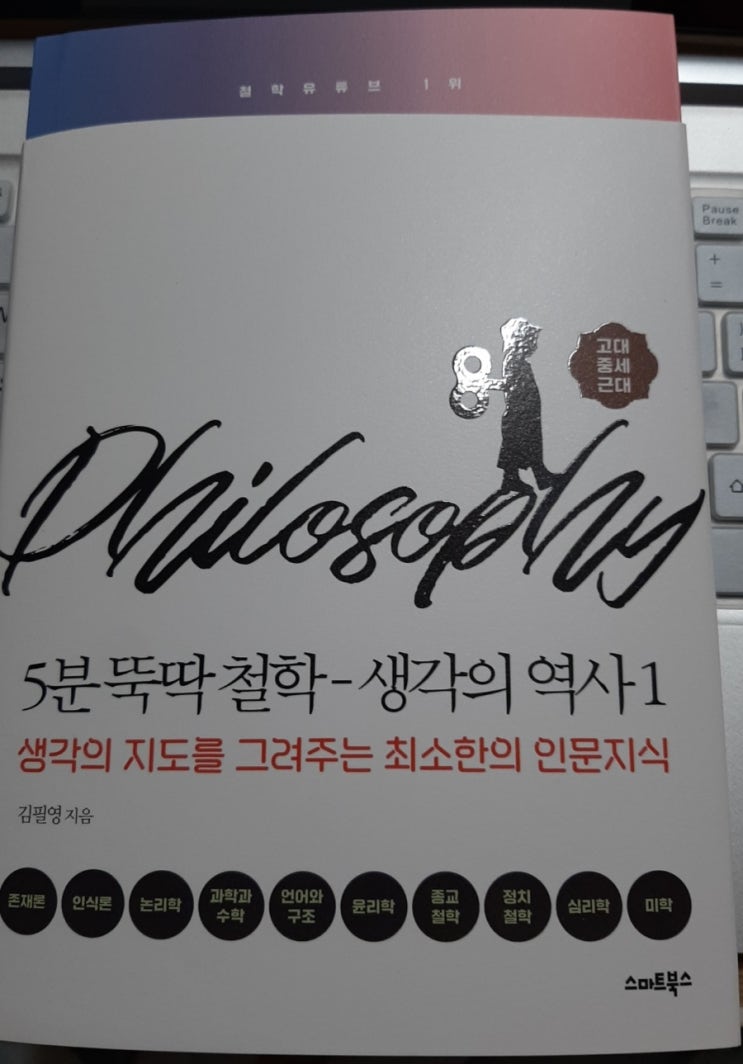 철학유튜브 1위
Pause
Break
+
=
고대
중세
근대
Philosophy
5분 뚝딱 철학 - 생각의 역사 1
생각의 지도를 그려주는 최소한의 인문지식
김필영 지음
존재론
인식론
논리학
과학과
수학
언어와
구조
윤리학
종교
철학
정치
철학
심리학
미학
스마트북스